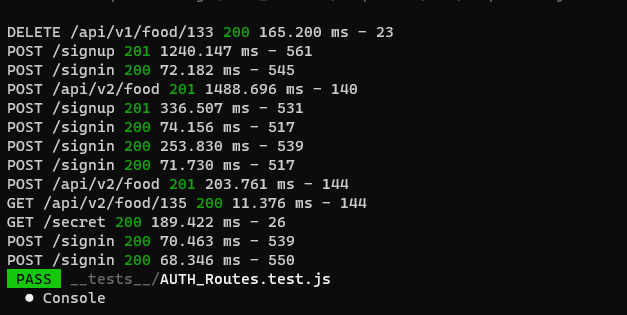 DELETE /api/v1/food/133 200 165.200 ms - 23
POST /signup 201 1240.147 ms - 561
POST /signin 200 72.182 ms - 545
POST /api/v2/food 201 1488.696 ms - 140
POST /signup 201 336.507 ms - 531
POST /signin 200 74.156 ms - 517
POST /signin 200 253.830 ms - 539
POST /signin 200 71.730 ms - 517
POST /api/v2/food 201 203.761 ms - 144
GET /api/v2/food/135 200 11.376 ms - 144
GET /secret 200 189.422 ms - 26
POST /signin 200 70.463 ms - 539
POST /signin 200 68.346 ms - 550
PASS __tests__/AUTH_Routes.test.js
● Console